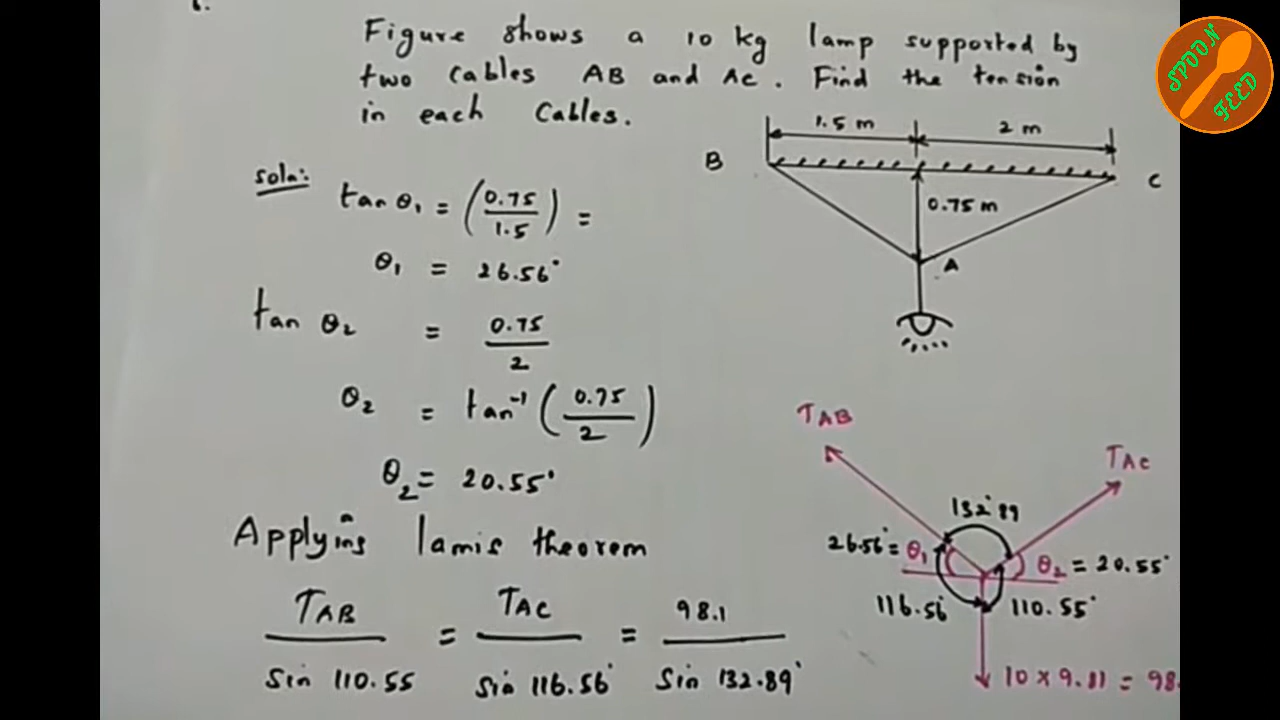 Figure shows a 10 kg lamp supported by
two Cables AB and AC. Find the tension
in each Cables.
1.5 m
2 m
B
C
0.75 m
A
soln:
tan θ₁ = (0.75/1.5) =
θ₁ = 26.56°
tan θ₂ = 0.75/2
θ₂ = tan⁻¹ (0.75/2)
θ₂ = 20.55°
Applying lamis theorem
T_AB/Sin 110.55 = T_AC/Sin 116.56° = 98.1/Sin 132.89°
T_AB
T_AC
132°89
26.56° = θ₁
θ₂ = 20.55°
116.56°
110.55°
10 × 9.81 = 98.
SPOON
FEED